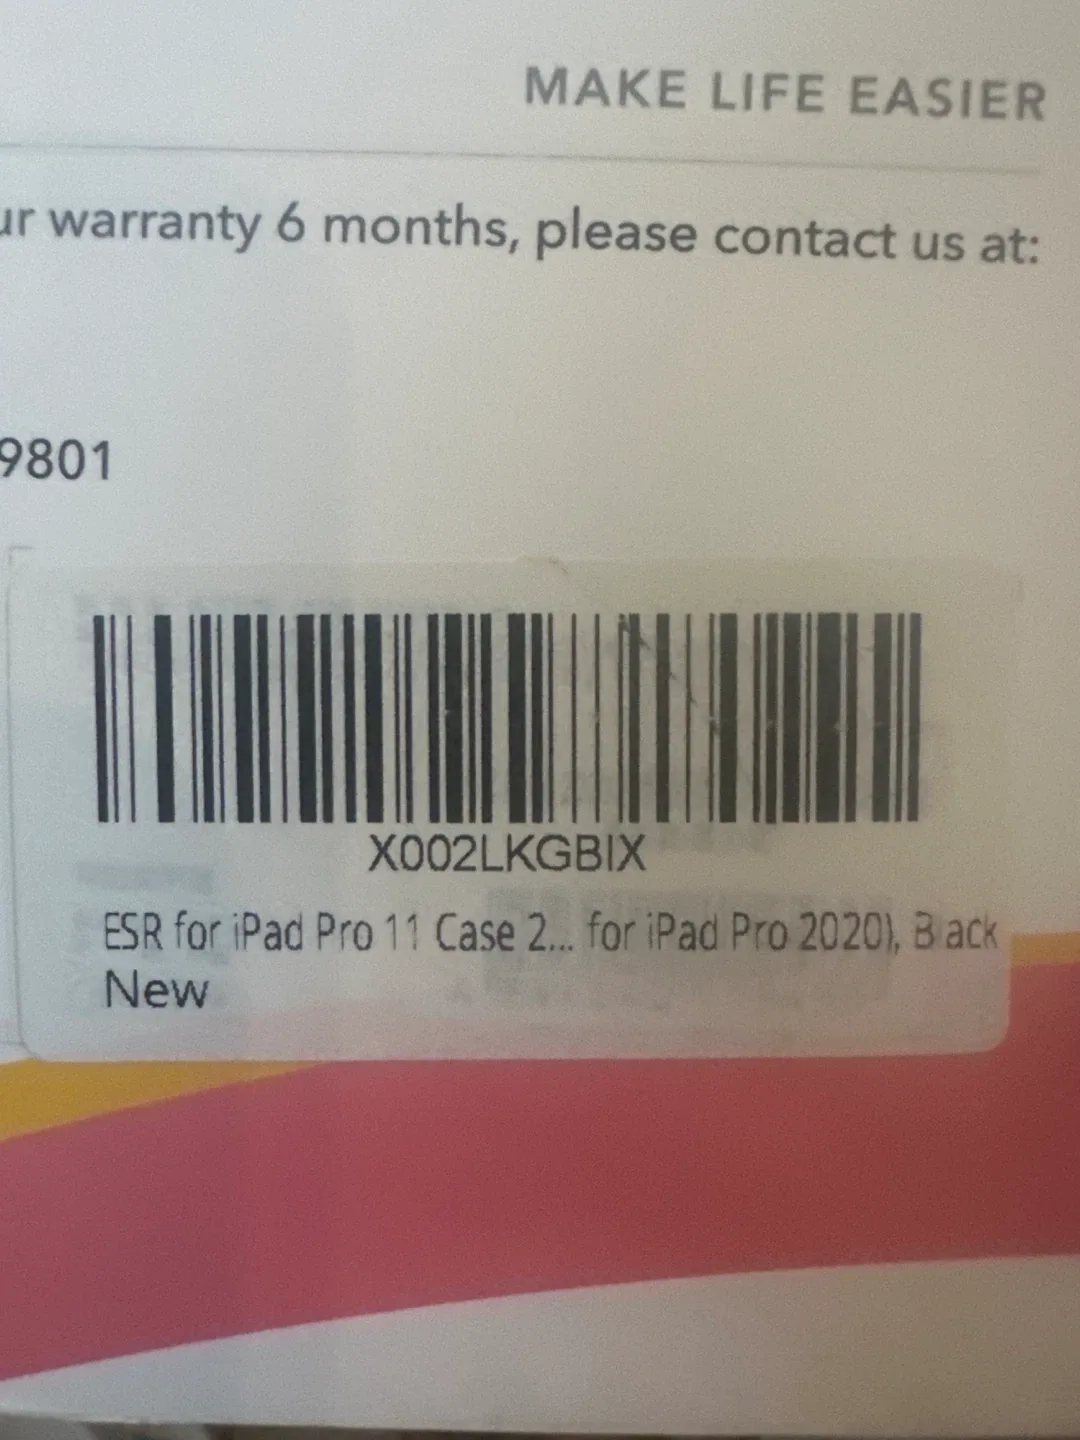 MAKE LIFE EASIER
ur warranty 6 months, please contact us at:
9801
X002LKGBIX
ESR for iPad Pro 11 Case 2... for iPad Pro 2020), Black
New